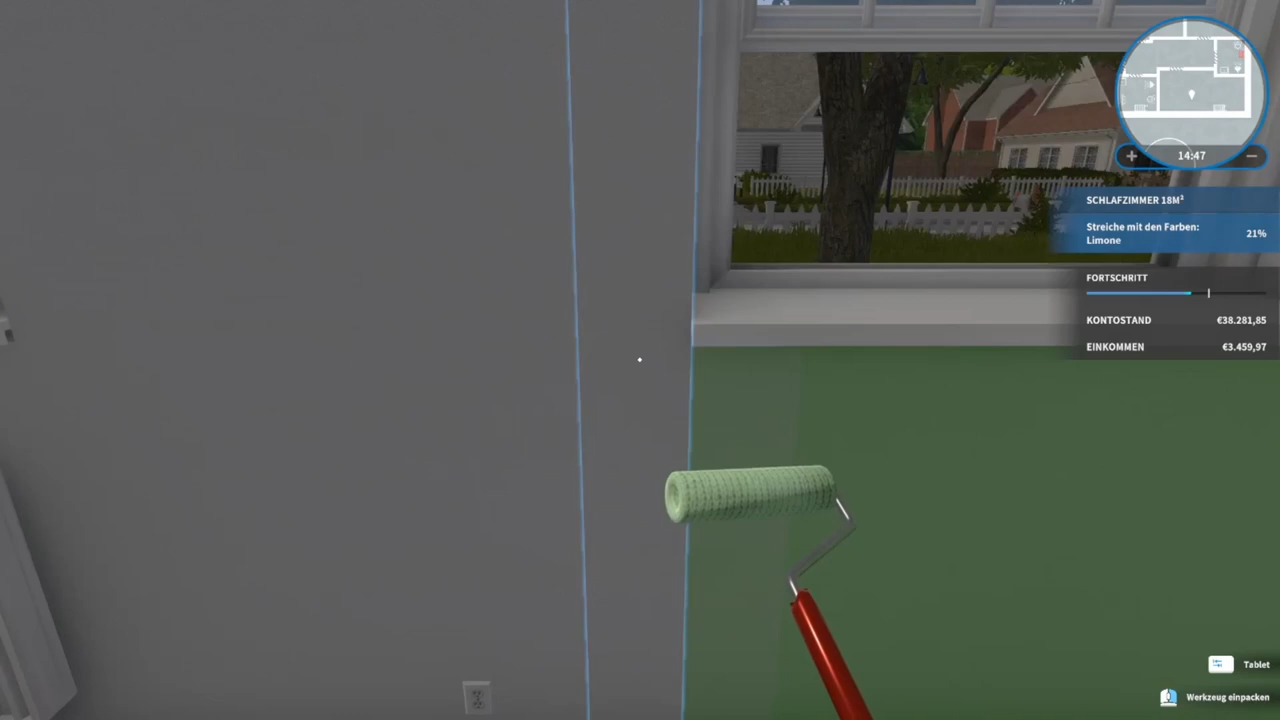 14:47
SCHLAFZIMMER 18M²
Streiche mit den Farben:
Limone
21%
FORTSCHRITT
KONTOSTAND €38.281,85
EINKOMMEN €3.459,97
Tablet
Werkzeug einpacken